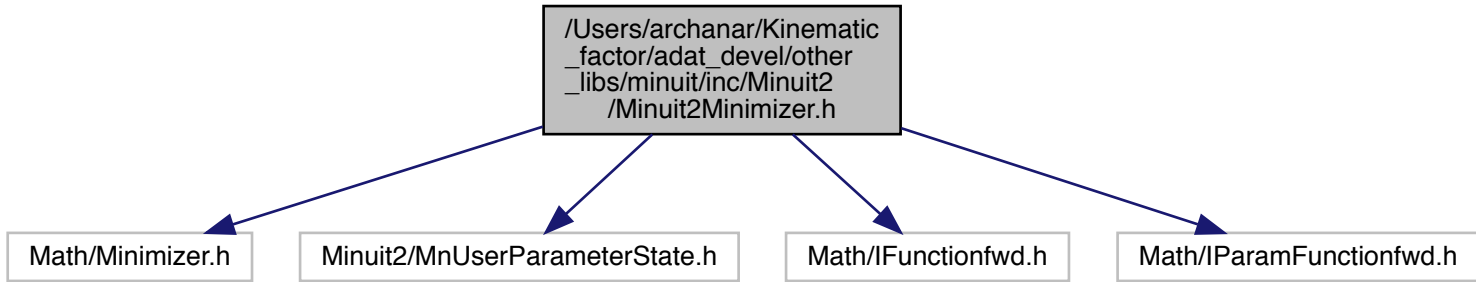 /Users/archanar/Kinematic
_factor/adat_devel/other
_libs/minuit/inc/Minuit2
/Minuit2Minimizer.h
Math/Minimizer.h
Minuit2/MnUserParameterState.h
Math/IFunctionfwd.h
Math/IParamFunctionfwd.h